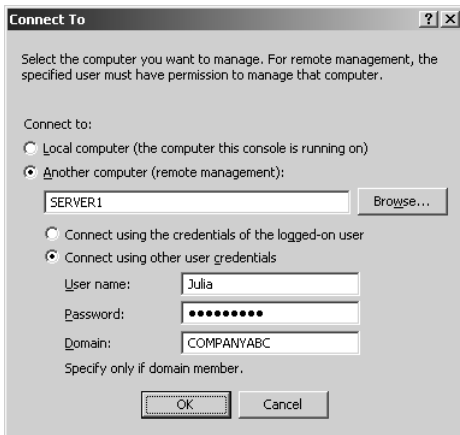 Connect To
Select the computer you want to manage. For remote management, the
specified user must have permission to manage that computer.
Connect to:
Local computer (the computer this console is running on)
Another computer (remote management):
SERVER1
Browse...
Connect using the credentials of the logged-on user
Connect using other user credentials
User name: Julia
Password: •••••••••
Domain: COMPANYABC
Specify only if domain member.
OK Cancel